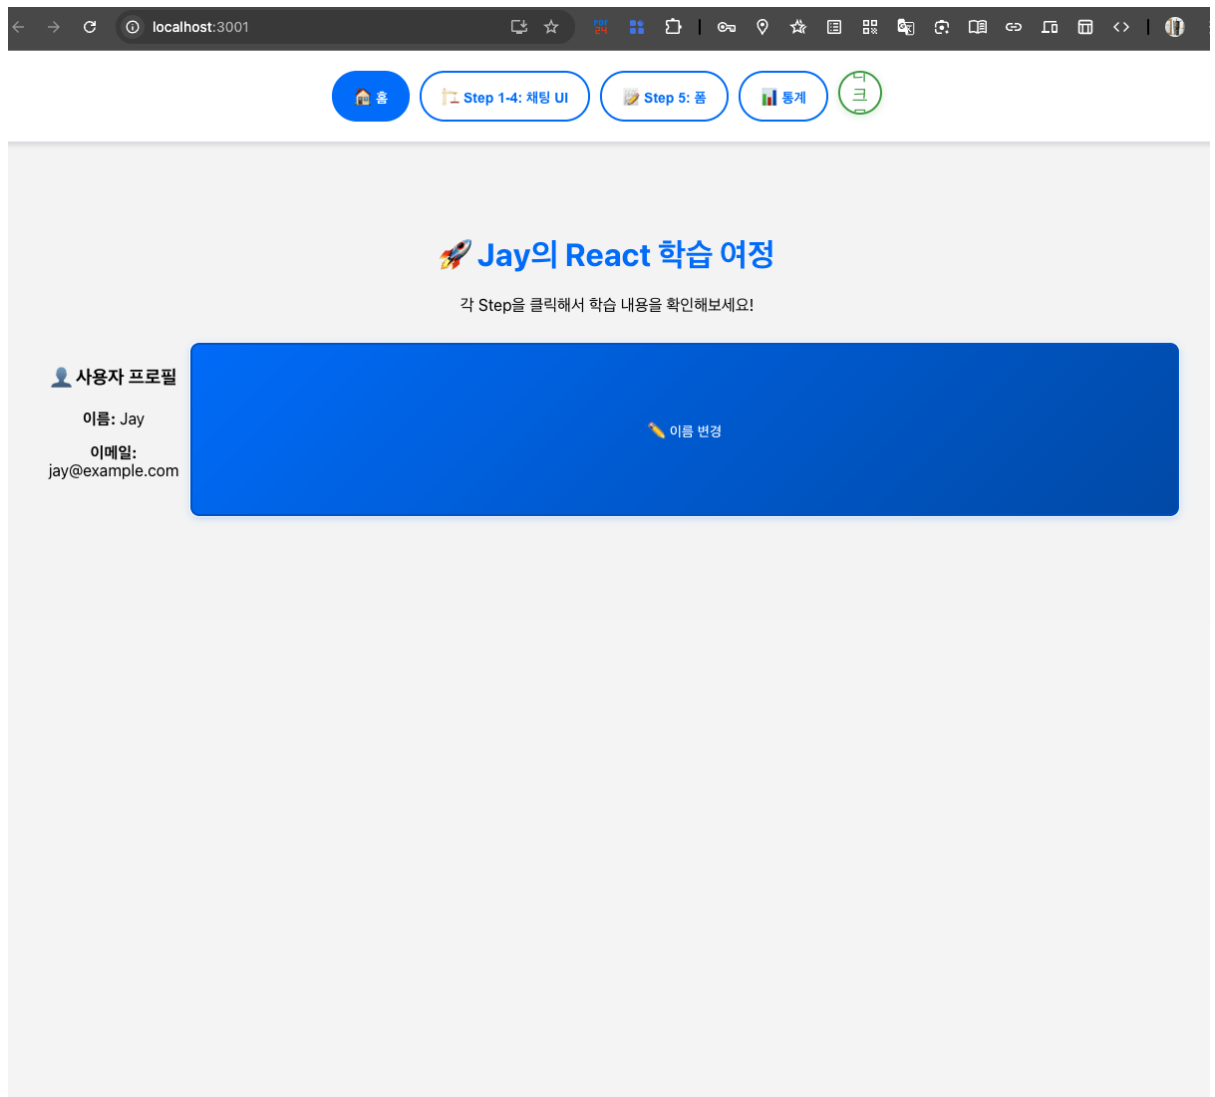 localhost:3001
PDF
24
홈
Step 1-4: 채팅 UI
Step 5: 폼
통계
크
Jay의 React 학습 여정
각 Step을 클릭해서 학습 내용을 확인해보세요!
사용자 프로필
이름: Jay
이메일:
jay@example.com
이름 변경